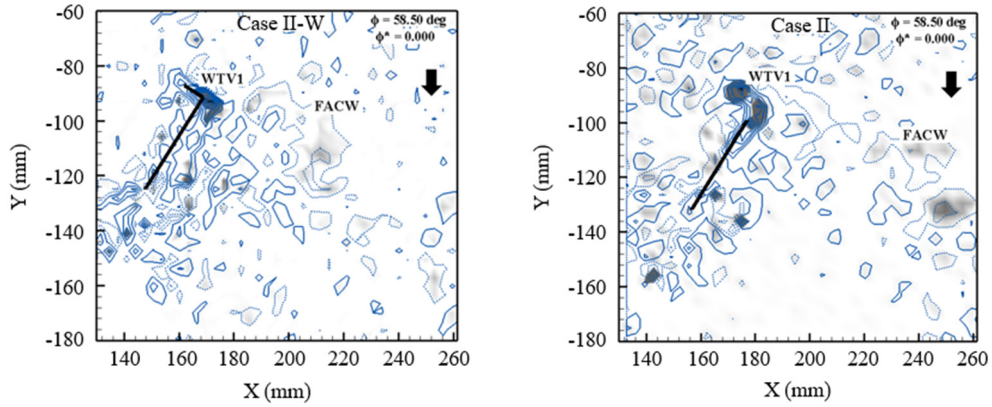 Case II-W
ϕ = 58.50 deg
ϕ* = 0.000
WTV1
FACW
-60
-80
-100
-120
-140
-160
-180
Y (mm)
140 160 180 200 220 240 260
X (mm)
Case II
ϕ = 58.50 deg
ϕ* = 0.000
WTV1
FACW
-60
-80
-100
-120
-140
-160
-180
Y (mm)
140 160 180 200 220 240 260
X (mm)